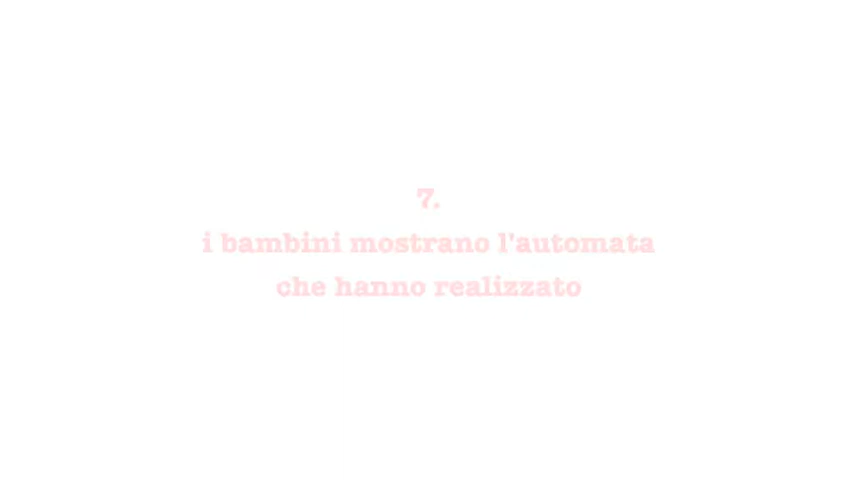 7.
i bambini mostrano l'automata
che hanno realizzato